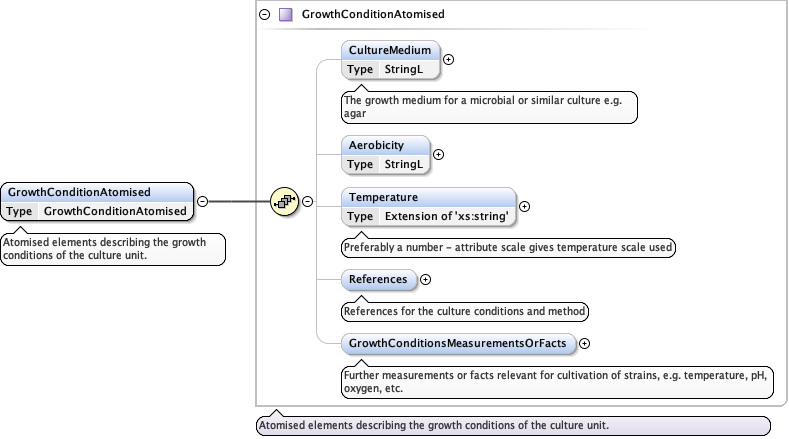 GrowthConditionAtomised
CultureMedium
Type StringL
The growth medium for a microbial or similar culture e.g.
agar
Aerobicity
Type StringL
GrowthConditionAtomised
Type GrowthConditionAtomised
Atomised elements describing the growth
conditions of the culture unit.
Temperature
Type Extension of 'xs:string'
Preferably a number – attribute scale gives temperature scale used
References
References for the culture conditions and method
GrowthConditionsMeasurementsOrFacts
Further measurements or facts relevant for cultivation of strains, e.g. temperature, pH,
oxygen, etc.
Atomised elements describing the growth conditions of the culture unit.